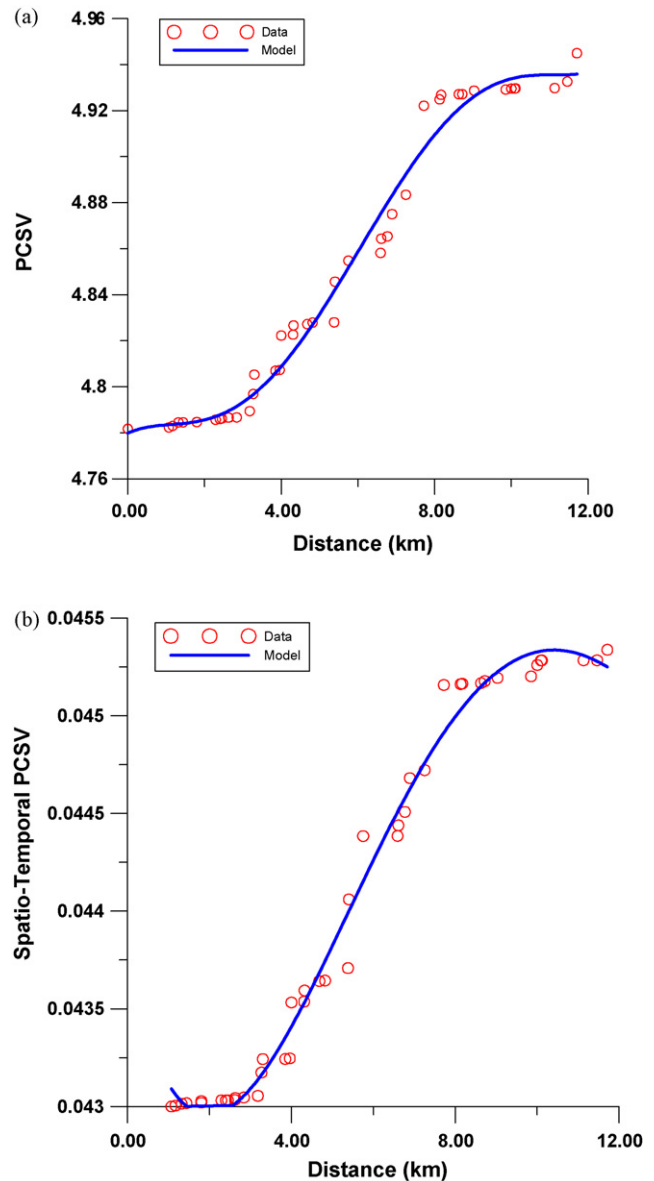 (a)
4.96
Data
Model
4.92
4.88
PCSV
4.84
4.8
4.76
0.00 4.00 8.00 12.00
Distance (km)
(b)
0.0455
Data
Model
0.045
0.0445
Spatio-Temporal PCSV
0.044
0.0435
0.043
0.00 4.00 8.00 12.00
Distance (km)